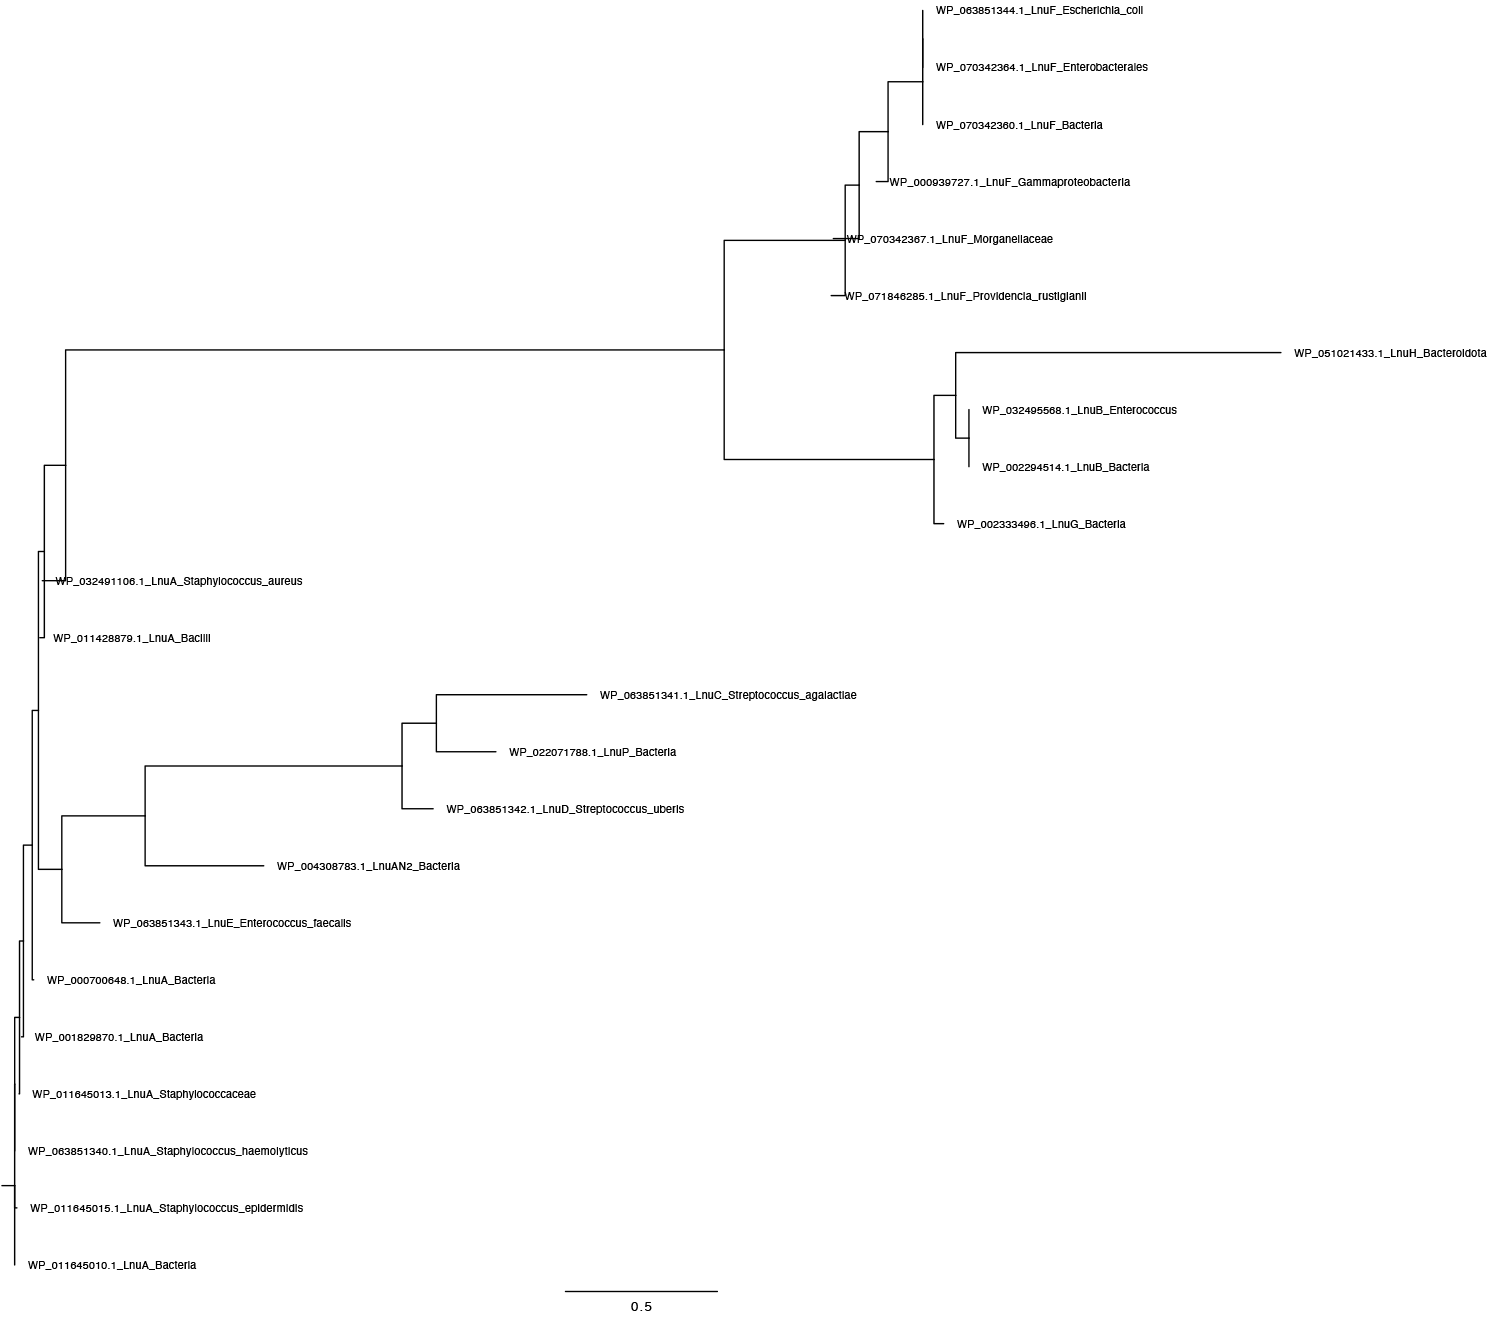 WP_063851344.1_LnuF_Escherichia_coli
WP_070342364.1_LnuF_Enterobacterales
WP_070342360.1_LnuF_Bacteria
WP_000939727.1_LnuF_Gammaproteobacteria
WP_070342367.1_LnuF_Morganellaceae
WP_071846285.1_LnuF_Providencia_rustigianii
WP_051021433.1_LnuH_Bacteroidota
WP_032495568.1_LnuB_Enterococcus
WP_002294514.1_LnuB_Bacteria
WP_002333496.1_LnuG_Bacteria
WP_032491106.1_LnuA_Staphylococcus_aureus
WP_011428879.1_LnuA_Bacilli
WP_063851341.1_LnuC_Streptococcus_agalactiae
WP_022071788.1_LnuP_Bacteria
WP_063851342.1_LnuD_Streptococcus_uberis
WP_004308783.1_LnuAN2_Bacteria
WP_063851343.1_LnuE_Enterococcus_faecalis
WP_000700648.1_LnuA_Bacteria
WP_001829870.1_LnuA_Bacteria
WP_011645013.1_LnuA_Staphylococcaceae
WP_063851340.1_LnuA_Staphylococcus_haemolyticus
WP_011645015.1_LnuA_Staphylococcus_epidermidis
WP_011645010.1_LnuA_Bacteria
0.5